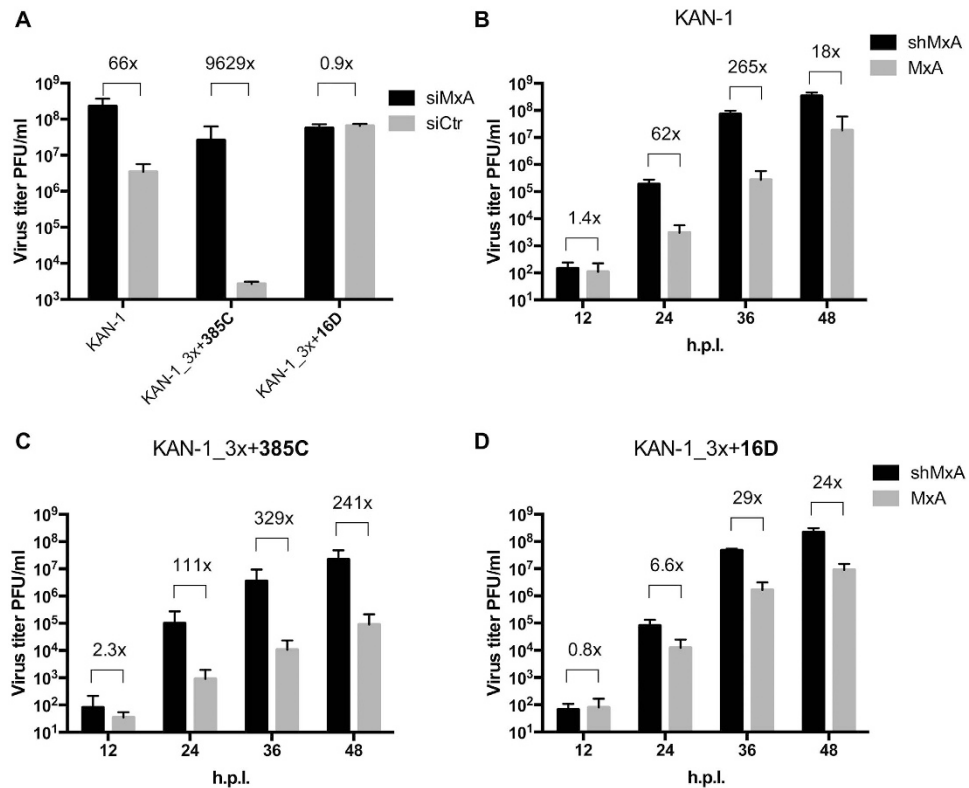 A
66x
9629x
0.9x
siMxA
siCtr
Virus titer PFU/ml
10⁹
10⁸
10⁷
10⁶
10⁵
10⁴
10³
KAN-1
KAN-1_3x+385C
KAN-1_3x+16D
B
KAN-1
shMxA
MxA
1.4x
62x
265x
18x
Virus titer PFU/ml
10⁹
10⁸
10⁷
10⁶
10⁵
10⁴
10³
10²
10¹
12 24 36 48
h.p.I.
C
KAN-1_3x+385C
2.3x
111x
329x
241x
Virus titer PFU/ml
10⁹
10⁸
10⁷
10⁶
10⁵
10⁴
10³
10²
10¹
12 24 36 48
h.p.I.
D
KAN-1_3x+16D
shMxA
MxA
0.8x
6.6x
29x
24x
Virus titer PFU/ml
10⁹
10⁸
10⁷
10⁶
10⁵
10⁴
10³
10²
10¹
12 24 36 48
h.p.I.